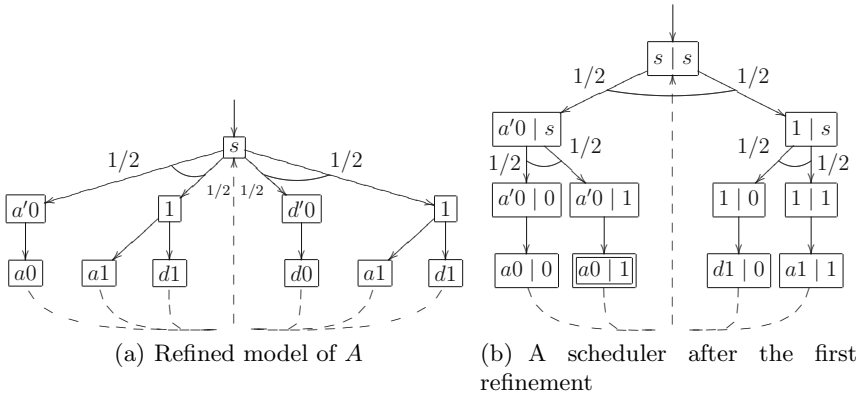 s
1/2 1/2
1/2 1/2
a′0 1 d′0 1
a0 a1 d1 d0 a1 d1
(a) Refined model of A
s | s
1/2 1/2
a′0 | s 1 | s
1/2 1/2 1/2 1/2
a′0 | 0 a′0 | 1 1 | 0 1 | 1
a0 | 0 a0 | 1 d1 | 0 a1 | 1
(b) A scheduler after the first
refinement